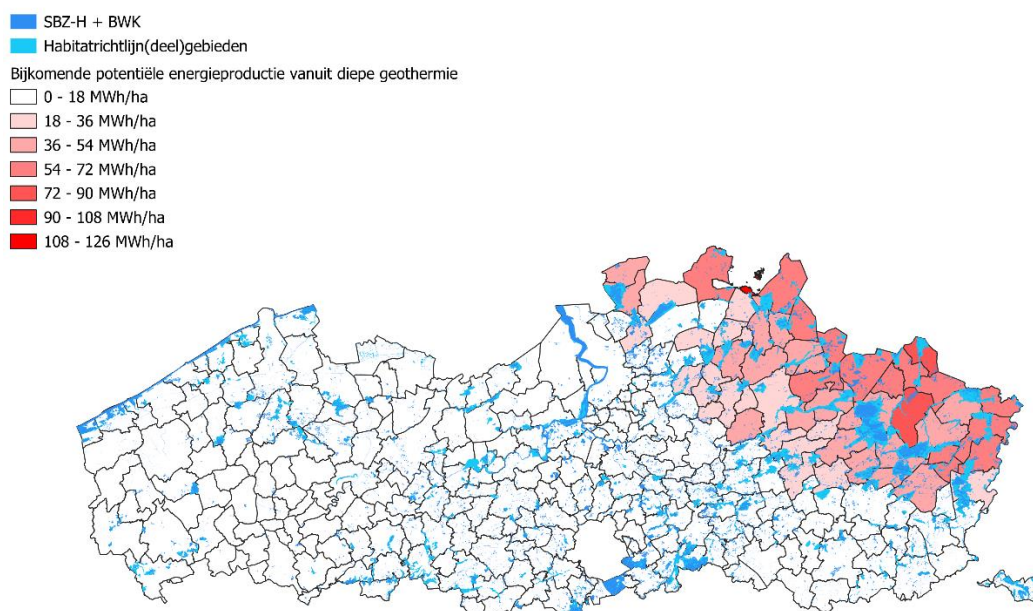 SBZ-H + BWK
Habitatrichtlijn(deel)gebieden
Bijkomende potentiële energieproductie vanuit diepe geothermie
0 - 18 MWh/ha
18 - 36 MWh/ha
36 - 54 MWh/ha
54 - 72 MWh/ha
72 - 90 MWh/ha
90 - 108 MWh/ha
108 - 126 MWh/ha